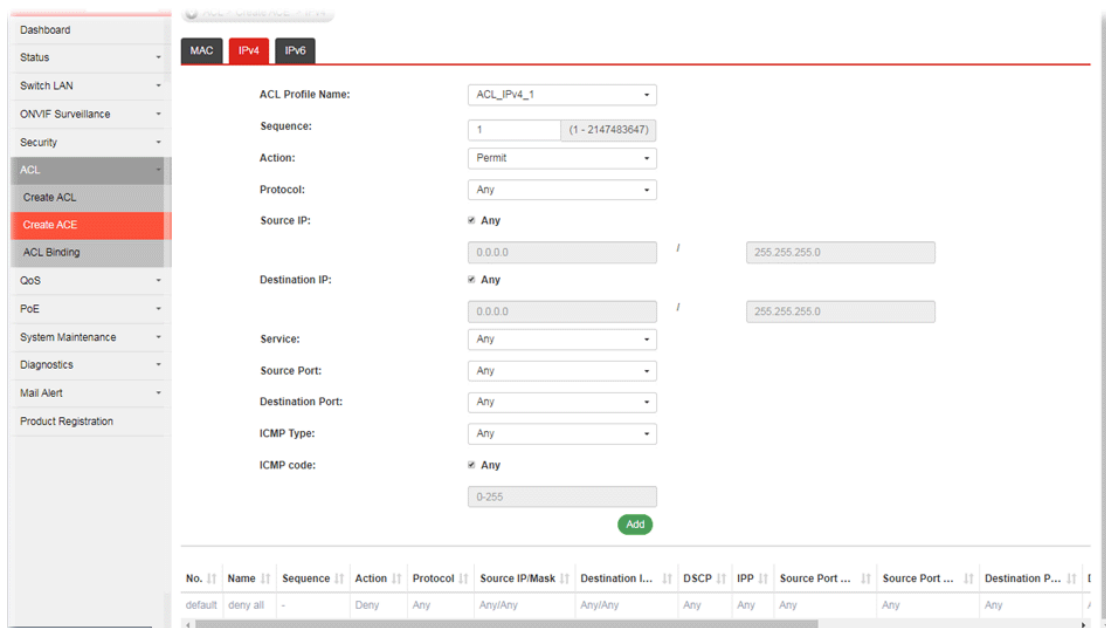 ACL > Create ACE > IPv4
Dashboard
Status
Switch LAN
ONVIF Surveillance
Security
ACL
Create ACL
Create ACE
ACL Binding
QoS
PoE
System Maintenance
Diagnostics
Mail Alert
Product Registration
MAC IPv4 IPv6
ACL Profile Name: ACL_IPv4_1
Sequence: 1 (1 - 2147483647)
Action: Permit
Protocol: Any
Source IP: Any
0.0.0.0 / 255.255.255.0
Destination IP: Any
0.0.0.0 / 255.255.255.0
Service: Any
Source Port: Any
Destination Port: Any
ICMP Type: Any
ICMP code: Any
0-255
Add
No. Name Sequence Action Protocol Source IP/Mask Destination I... DSCP IPP Source Port ... Source Port ... Destination P...
default deny all - Deny Any Any/Any Any/Any Any Any Any Any Any